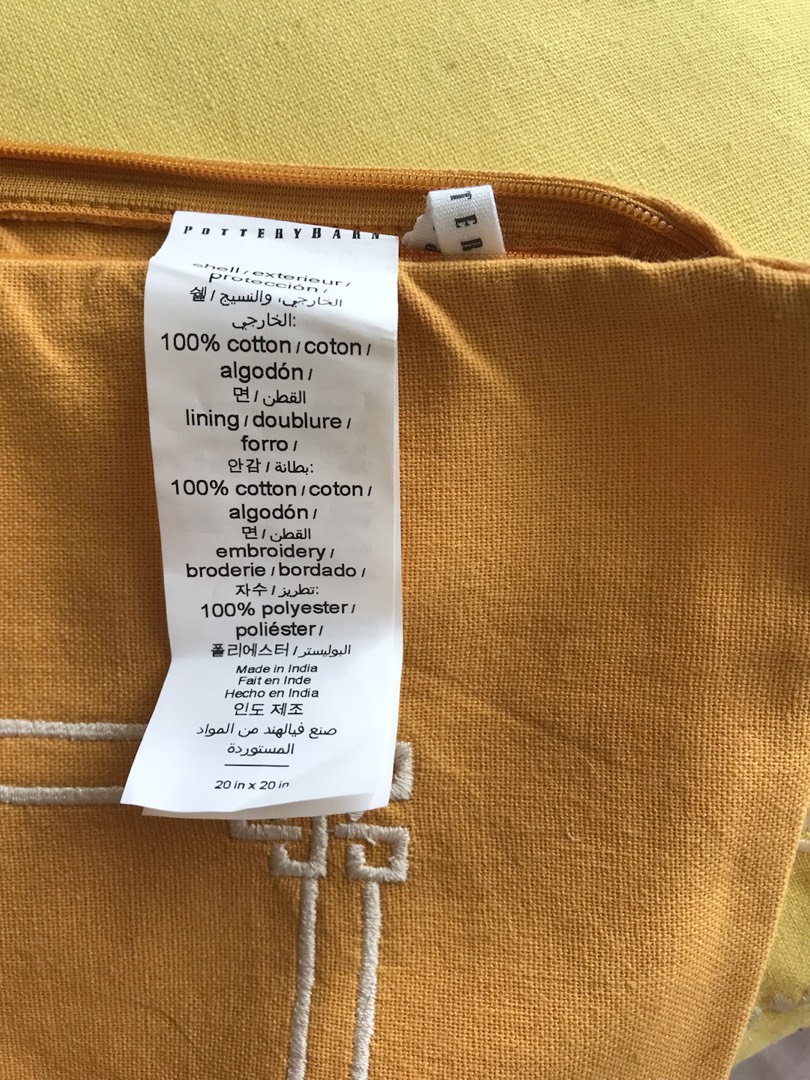 POTTERYBARN
TER
shell / exterieur /
protección /
쉘 / الخارجي، والنسيج
الخارجي:
100% cotton / coton /
algodón /
면 / القطن
lining / doublure /
forro /
안감 / بطانة:
100% cotton / coton /
algodón /
면 / القطن
embroidery /
broderie / bordado /
자수 / تطريز:
100% polyester /
poliéster /
폴리에스터 / البوليستر
Made in India
Fait en Inde
Hecho en India
인도 제조
صنع فيالهند من المواد
المستوردة
20 in x 20 in